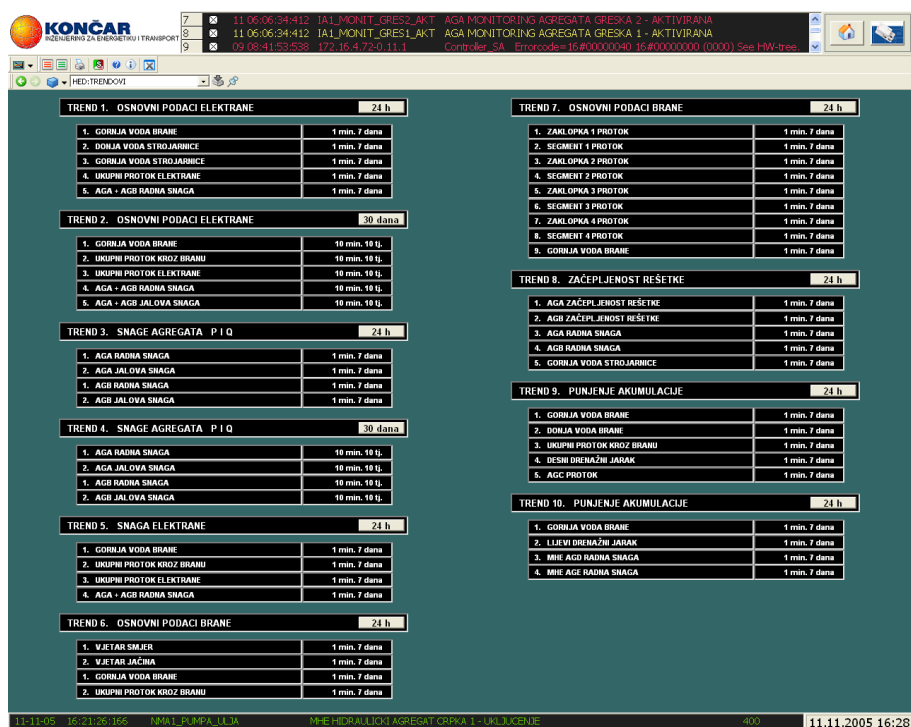 KONČAR
INŽENJERING ZA ENERGETIKU I TRANSPORT
7 11 06:06:34:412 IA1_MONIT_GRES2_AKT AGA MONITORING AGREGATA GRESKA 2 - AKTIVIRANA
8 11 06:06:34:412 IA1_MONIT_GRES1_AKT AGA MONITORING AGREGATA GRESKA 1 - AKTIVIRANA
9 09 08:41:53:538 172.16.4.72-0.11.1 Controller_SA Errorcode=16#00000040 16#00000000 (0000) See HW-tree.
HED:TRENDOVI
TREND 1. OSNOVNI PODACI ELEKTRANE 24 h
1. GORNJA VODA BRANE 1 min. 7 dana
2. DONJA VODA STROJARNICE 1 min. 7 dana
3. GORNJA VODA STROJARNICE 1 min. 7 dana
4. UKUPNI PROTOK ELEKTRANE 1 min. 7 dana
5. AGA + AGB RADNA SNAGA 1 min. 7 dana
TREND 2. OSNOVNI PODACI ELEKTRANE 30 dana
1. GORNJA VODA BRANE 10 min. 10 tj.
2. UKUPNI PROTOK KROZ BRANU 10 min. 10 tj.
3. UKUPNI PROTOK ELEKTRANE 10 min. 10 tj.
4. AGA + AGB RADNA SNAGA 10 min. 10 tj.
5. AGA + AGB JALOVA SNAGA 10 min. 10 tj.
TREND 3. SNAGE AGREGATA P I Q 24 h
1. AGA RADNA SNAGA 1 min. 7 dana
2. AGA JALOVA SNAGA 1 min. 7 dana
1. AGB RADNA SNAGA 1 min. 7 dana
2. AGB JALOVA SNAGA 1 min. 7 dana
TREND 4. SNAGE AGREGATA P I Q 30 dana
1. AGA RADNA SNAGA 10 min. 10 tj.
2. AGA JALOVA SNAGA 10 min. 10 tj.
1. AGB RADNA SNAGA 10 min. 10 tj.
2. AGB JALOVA SNAGA 10 min. 10 tj.
TREND 5. SNAGA ELEKTRANE 24 h
1. GORNJA VODA BRANE 1 min. 7 dana
2. UKUPNI PROTOK KROZ BRANU 1 min. 7 dana
3. UKUPNI PROTOK ELEKTRANE 1 min. 7 dana
4. AGA + AGB RADNA SNAGA 1 min. 7 dana
TREND 6. OSNOVNI PODACI BRANE 24 h
1. VJETAR SMJER 1 min. 7 dana
2. VJETAR JAČINA 1 min. 7 dana
1. GORNJA VODA BRANE 1 min. 7 dana
2. UKUPNI PROTOK KROZ BRANU 1 min. 7 dana
TREND 7. OSNOVNI PODACI BRANE 24 h
1. ZAKLOPKA 1 PROTOK 1 min. 7 dana
2. SEGMENT 1 PROTOK 1 min. 7 dana
3. ZAKLOPKA 2 PROTOK 1 min. 7 dana
4. SEGMENT 2 PROTOK 1 min. 7 dana
5. ZAKLOPKA 3 PROTOK 1 min. 7 dana
6. SEGMENT 3 PROTOK 1 min. 7 dana
7. ZAKLOPKA 4 PROTOK 1 min. 7 dana
8. SEGMENT 4 PROTOK 1 min. 7 dana
9. GORNJA VODA BRANE 1 min. 7 dana
TREND 8. ZAČEPLJENOST REŠETKE 24 h
1. AGA ZAČEPLJENOST REŠETKE 1 min. 7 dana
2. AGB ZAČEPLJENOST REŠETKE 1 min. 7 dana
3. AGA RADNA SNAGA 1 min. 7 dana
4. AGB RADNA SNAGA 1 min. 7 dana
5. GORNJA VODA STROJARNICE 1 min. 7 dana
TREND 9. PUNJENJE AKUMULACIJE 24 h
1. GORNJA VODA BRANE 1 min. 7 dana
2. DONJA VODA BRANE 1 min. 7 dana
3. UKUPNI PROTOK KROZ BRANU 1 min. 7 dana
4. DESNI DRENAŽNI JARAK 1 min. 7 dana
5. AGC PROTOK 1 min. 7 dana
TREND 10. PUNJENJE AKUMULACIJE 24 h
1. GORNJA VODA BRANE 1 min. 7 dana
2. LIJEVI DRENAŽNI JARAK 1 min. 7 dana
3. MHE AGD RADNA SNAGA 1 min. 7 dana
4. MHE AGE RADNA SNAGA 1 min. 7 dana
11-11-05 16:21:26:166 NMA1_PUMPA_ULJA MHE HIDRAULICKI AGREGAT CRPKA 1 - UKLJUCENJE 400 11.11.2005 16:28